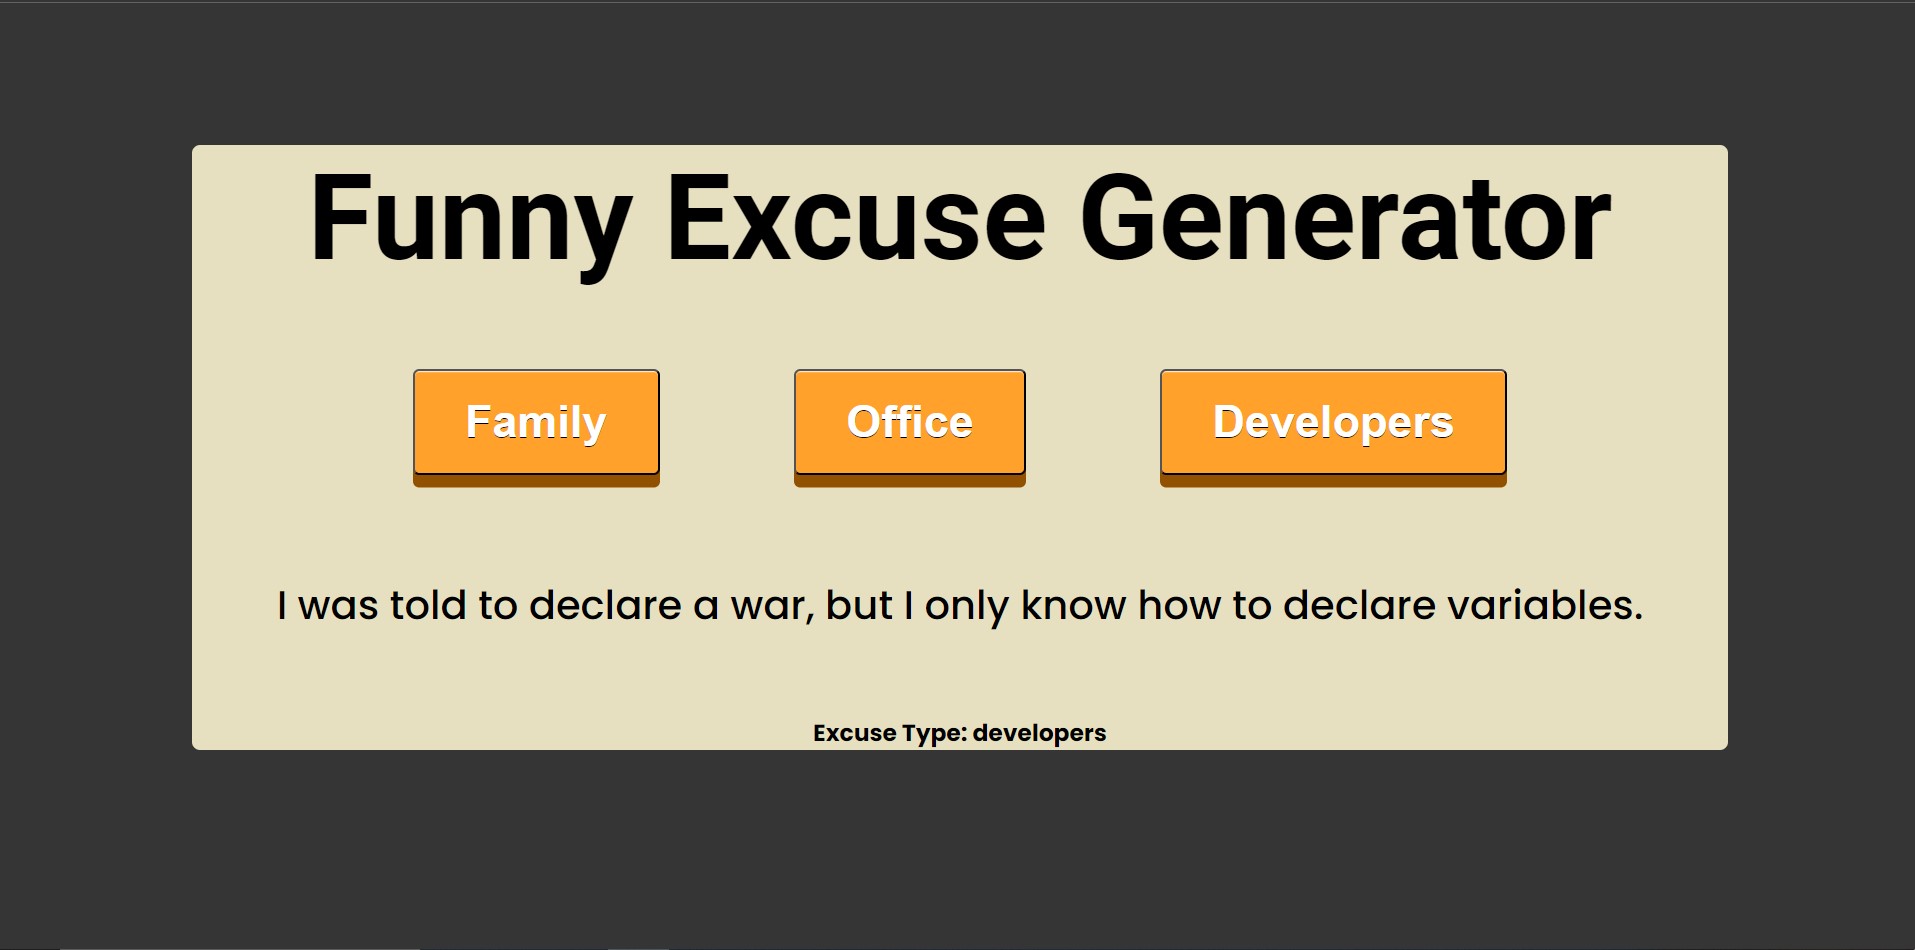 Funny Excuse Generator
Family
Office
Developers
I was told to declare a war, but I only know how to declare variables.
Excuse Type: developers